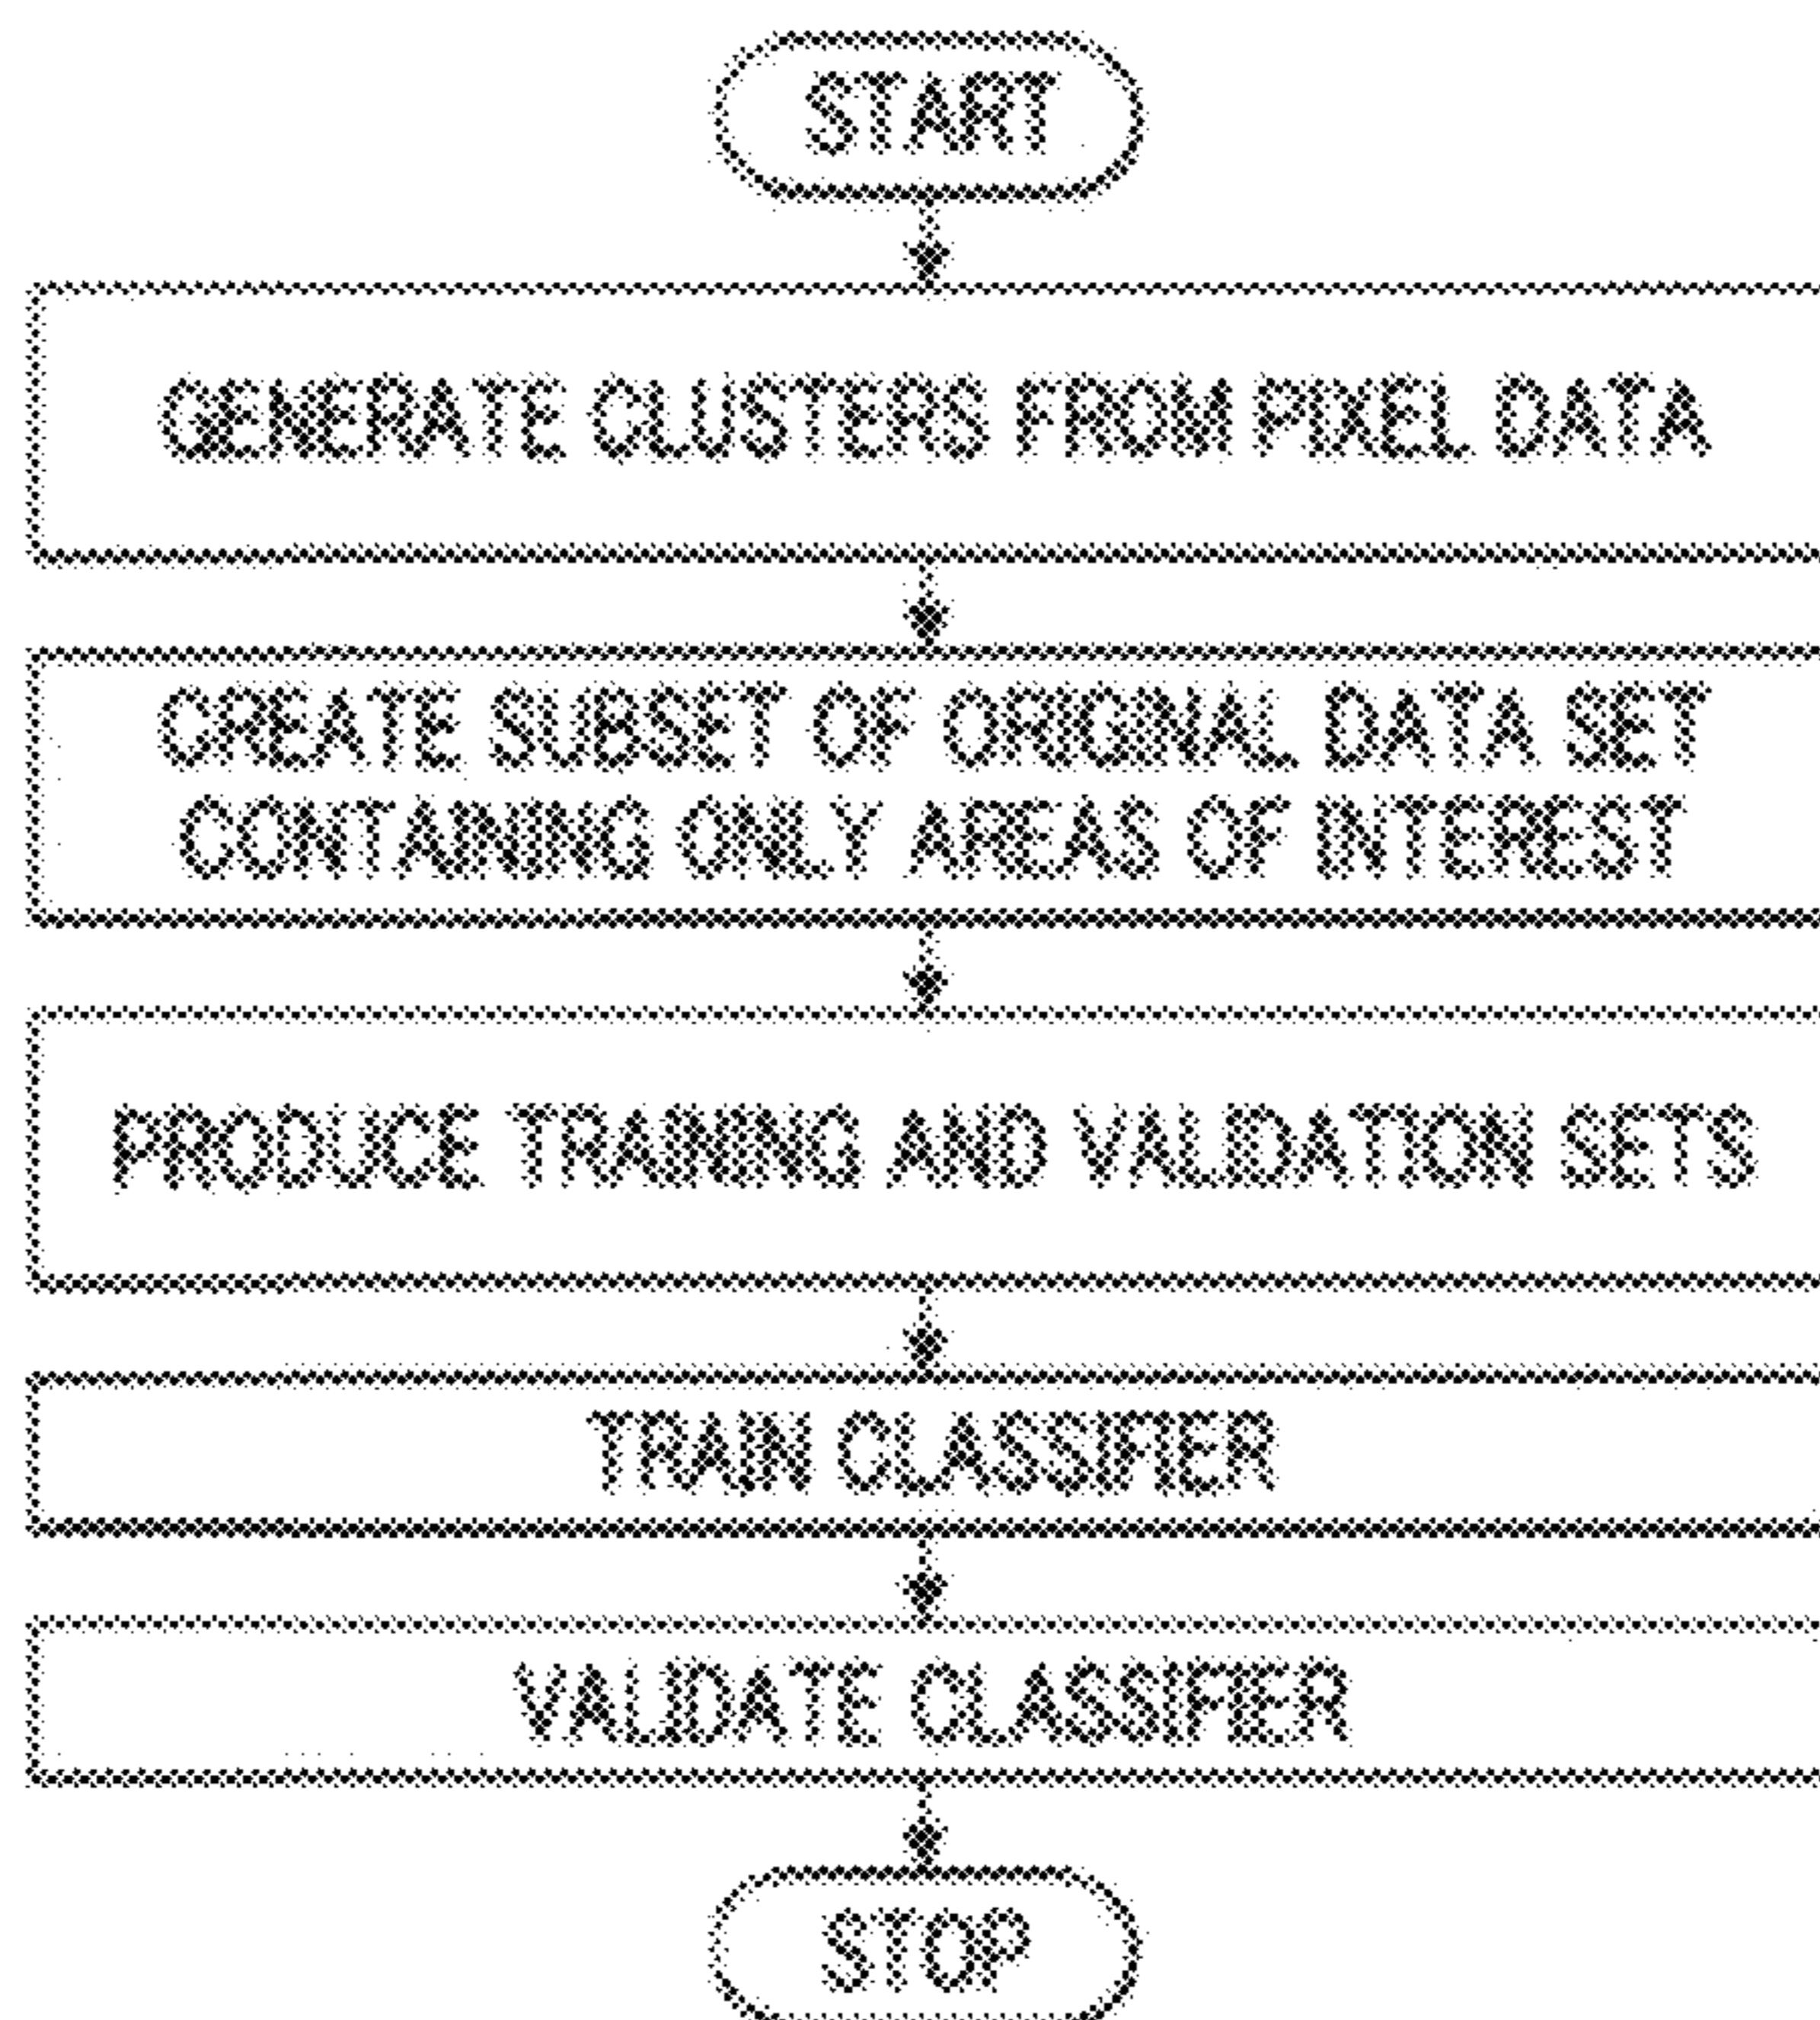 START
GENERATE CLUSTERS FROM PIXEL DATA
CREATE SUBSET OF ORIGINAL DATA SET
CONTAINING ONLY AREAS OF INTEREST
PRODUCE TRAINING AND VALIDATION SETS
TRAIN CLASSIFIER
VALIDATE CLASSIFIER
STOP